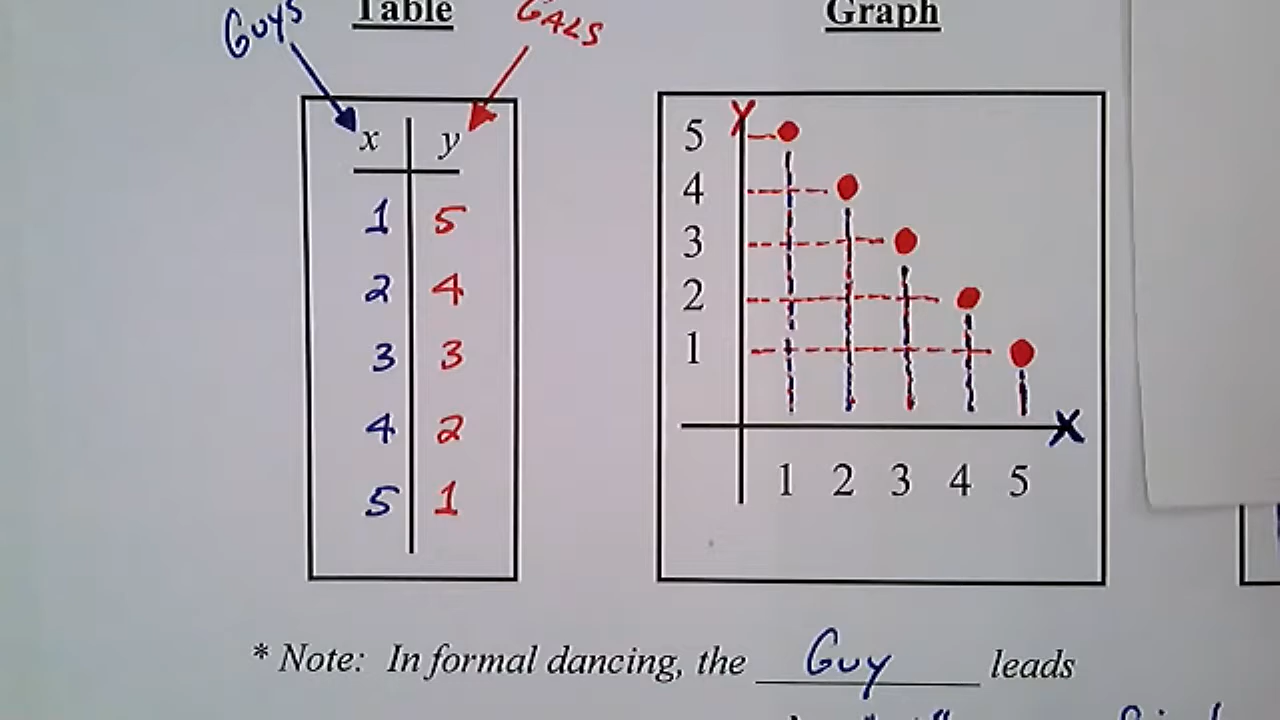 Guys
Table
Gals
x y
1 5
2 4
3 3
4 2
5 1
Graph
Y
5
4
3
2
1
X
1 2 3 4 5
* Note: In formal dancing, the Guy leads